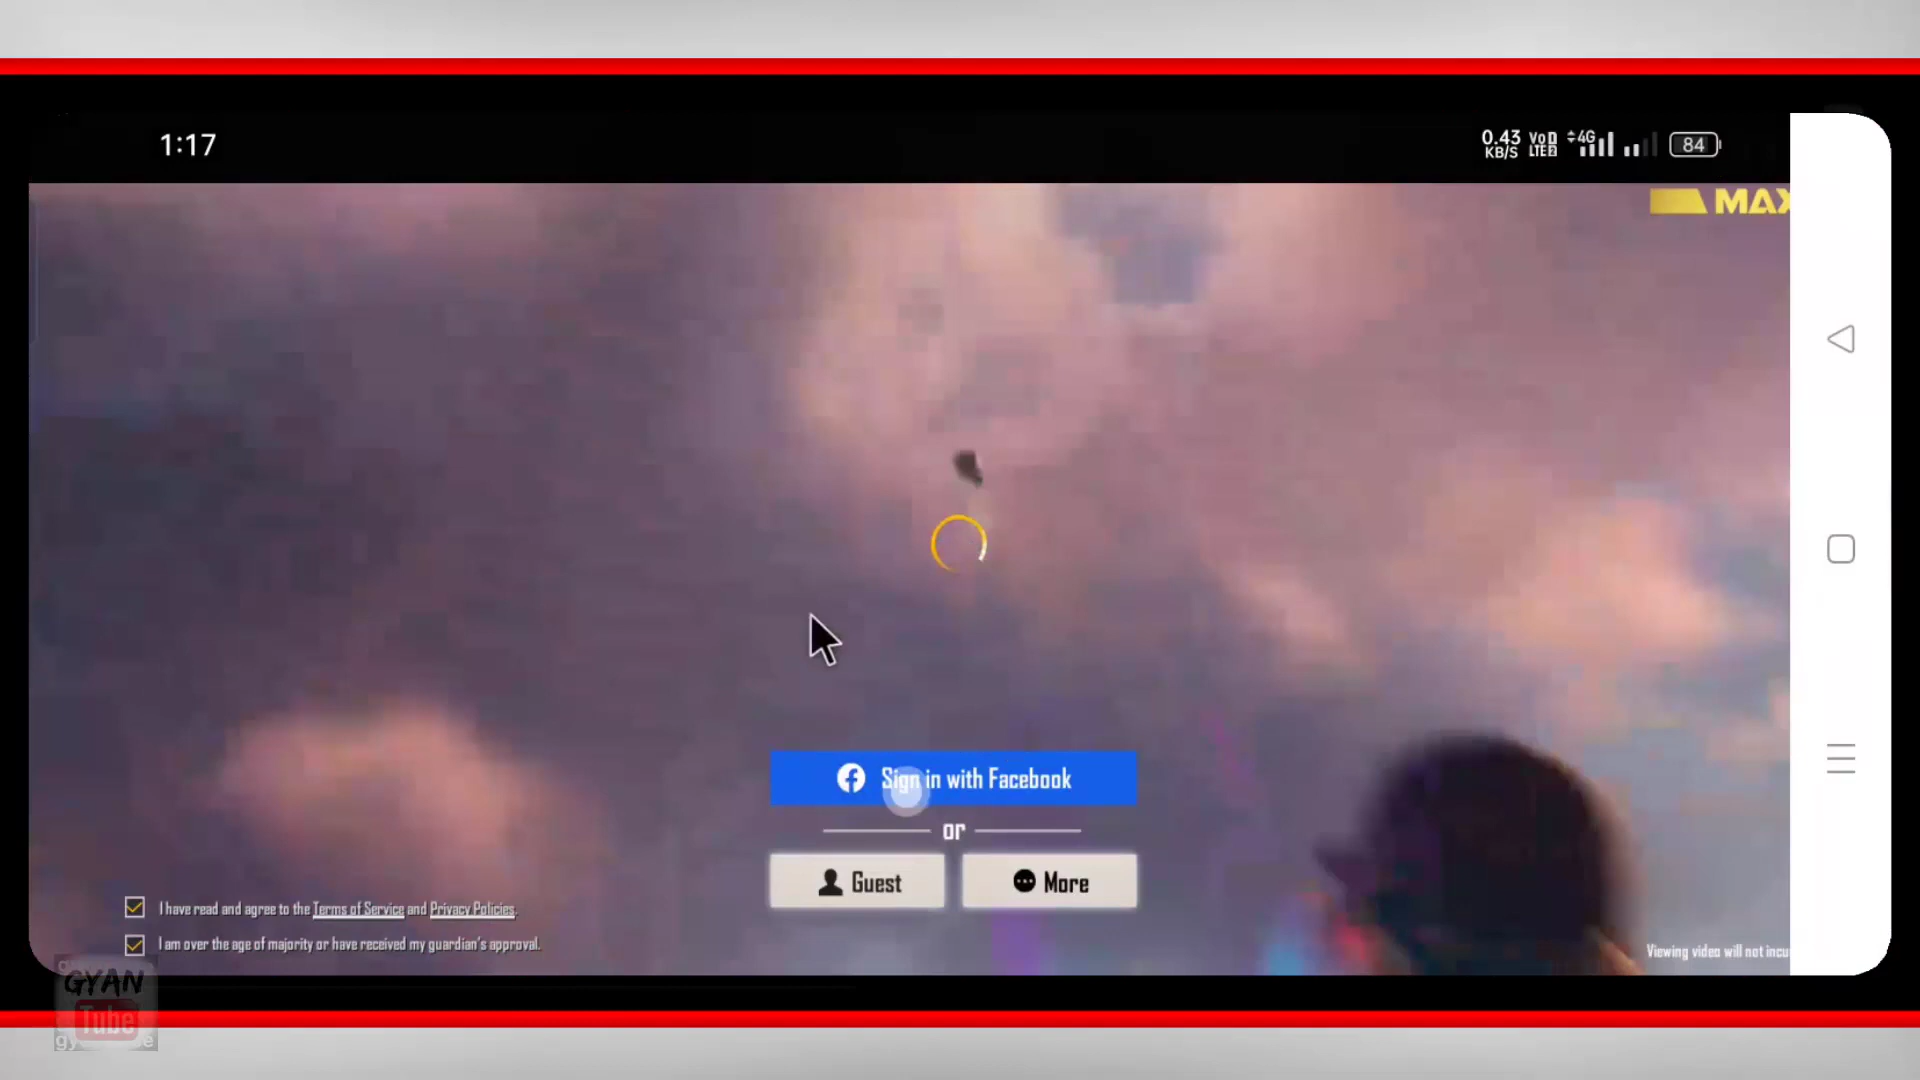 1:17
0.43 KB/S
Vo LTE 2
4G
84
MAX
Sign in with Facebook
or
Guest
More
I have read and agree to the Terms of Service and Privacy Policies.
I am over the age of majority or have received my guardian's approval.
Viewing video will not incu
GYAN
Tube